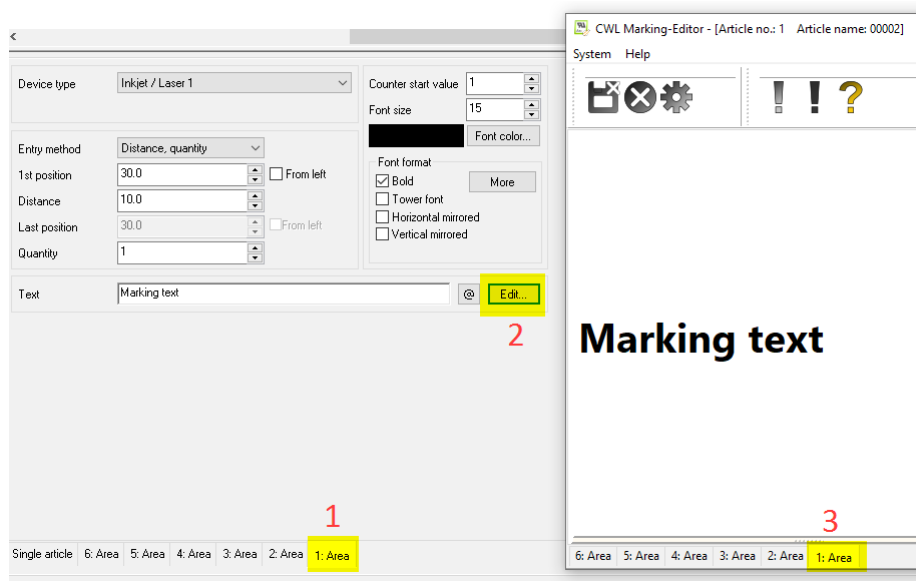 <
Device type
Inkjet / Laser 1
Counter start value
1
Font size
15
Font color...
Entry method
Distance, quantity
1st position
30.0
From left
Distance
10.0
Last position
30.0
From left
Quantity
1
Font format
Bold
More
Tower font
Horizontal mirrored
Vertical mirrored
Text
Marking text
@
Edit...
2
1
Single article 6: Area 5: Area 4: Area 3: Area 2: Area 1: Area
CWL Marking-Editor - [Article no.: 1 Article name: 00002]
System Help
! ! ?
Marking text
3
6: Area 5: Area 4: Area 3: Area 2: Area 1: Area